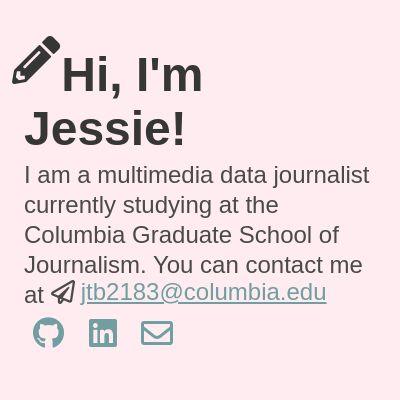 Hi, I'm
Jessie!
I am a multimedia data journalist
currently studying at the
Columbia Graduate School of
Journalism. You can contact me
at jtb2183@columbia.edu
in